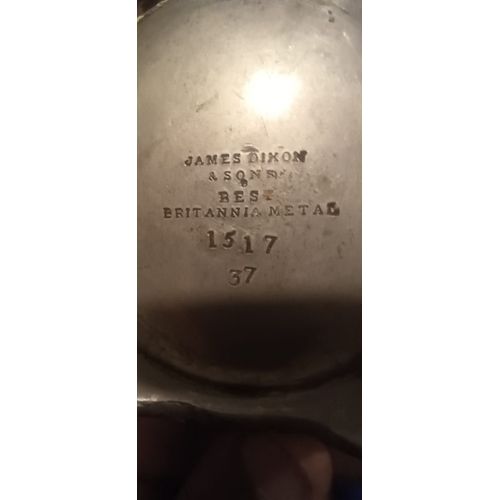 JAMES DIXON
& SONS
BEST
BRITANNIA METAL
1517
37